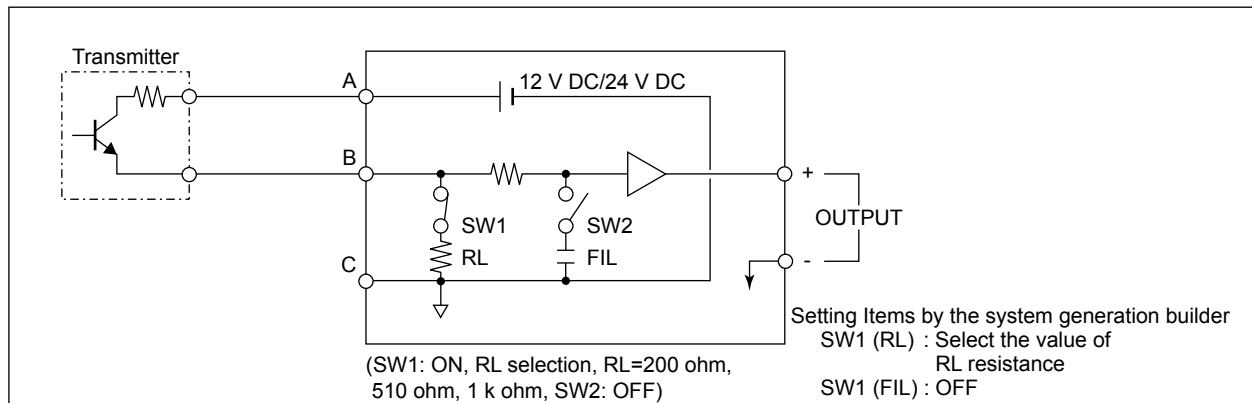 Transmitter
A
12 V DC/24 V DC
B
+
SW1
SW2
OUTPUT
RL
FIL
C
-
Setting Items by the system generation builder
SW1 (RL) : Select the value of
RL resistance
SW1 (FIL) : OFF
(SW1: ON, RL selection, RL=200 ohm,
510 ohm, 1 k ohm, SW2: OFF)